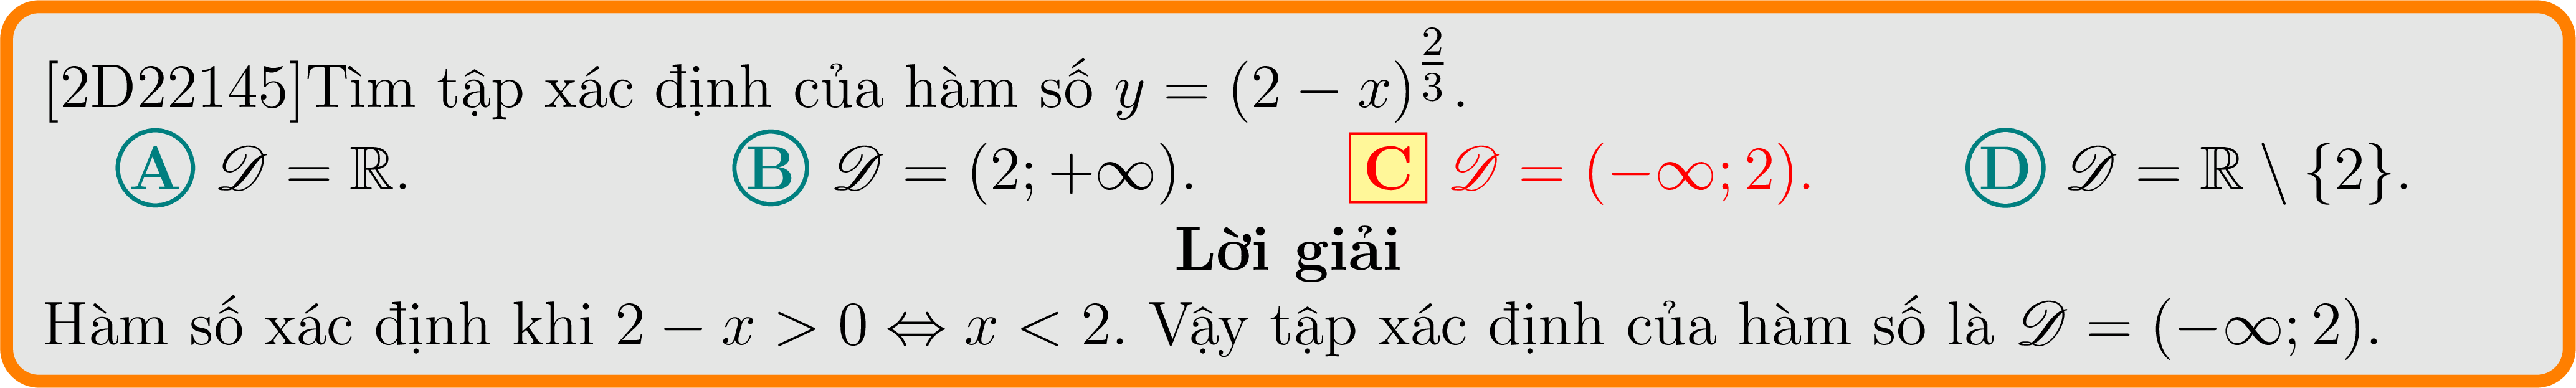 [2D22145]Tìm tập xác định của hàm số $y = (2 - x)^{\frac{2}{3}}$.
A $\mathscr{D} = \mathbb{R}$. B $\mathscr{D} = (2; +\infty)$. C $\mathscr{D} = (-\infty; 2)$. D $\mathscr{D} = \mathbb{R} \setminus \{2\}$.
Lời giải
Hàm số xác định khi $2 - x > 0 \Leftrightarrow x < 2$. Vậy tập xác định của hàm số là $\mathscr{D} = (-\infty; 2)$.